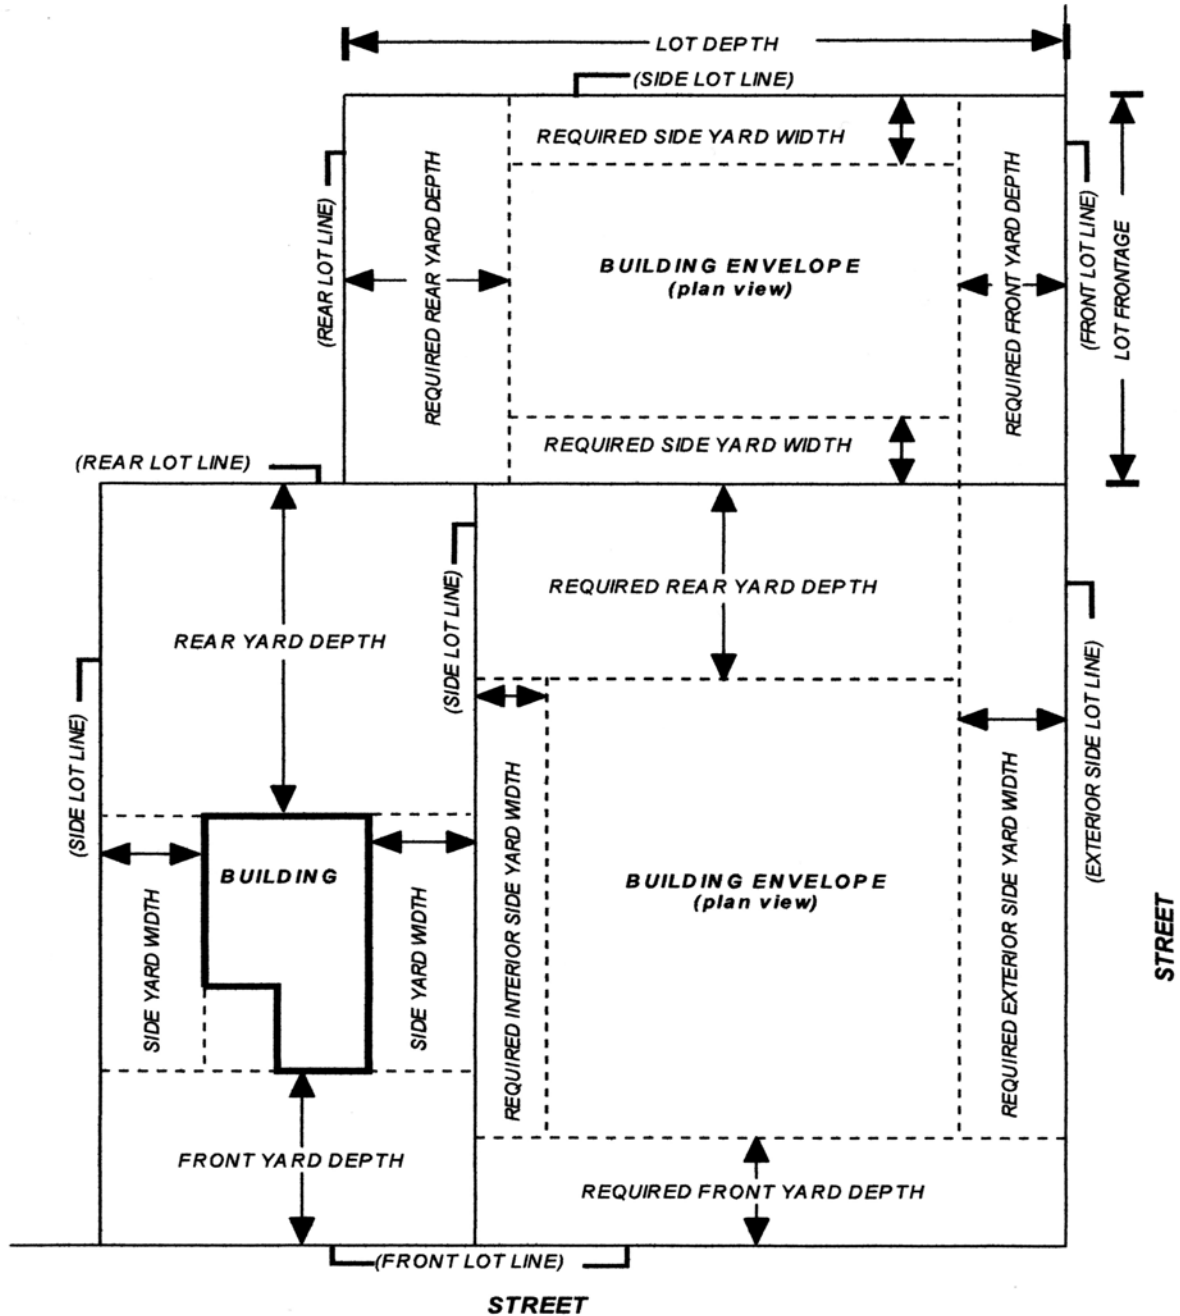 LOT DEPTH
(SIDE LOT LINE)
REQUIRED SIDE YARD WIDTH
(REAR LOT LINE)
REQUIRED REAR YARD DEPTH
BUILDING ENVELOPE
(plan view)
REQUIRED FRONT YARD DEPTH
(FRONT LOT LINE)
LOT FRONTAGE
REQUIRED SIDE YARD WIDTH
(REAR LOT LINE)
(SIDE LOT LINE)
REQUIRED REAR YARD DEPTH
REAR YARD DEPTH
(SIDE LOT LINE)
(EXTERIOR SIDE LOT LINE)
BUILDING
SIDE YARD WIDTH
SIDE YARD WIDTH
REQUIRED INTERIOR SIDE YARD WIDTH
BUILDING ENVELOPE
(plan view)
REQUIRED EXTERIOR SIDE YARD WIDTH
STREET
FRONT YARD DEPTH
REQUIRED FRONT YARD DEPTH
(FRONT LOT LINE)
STREET